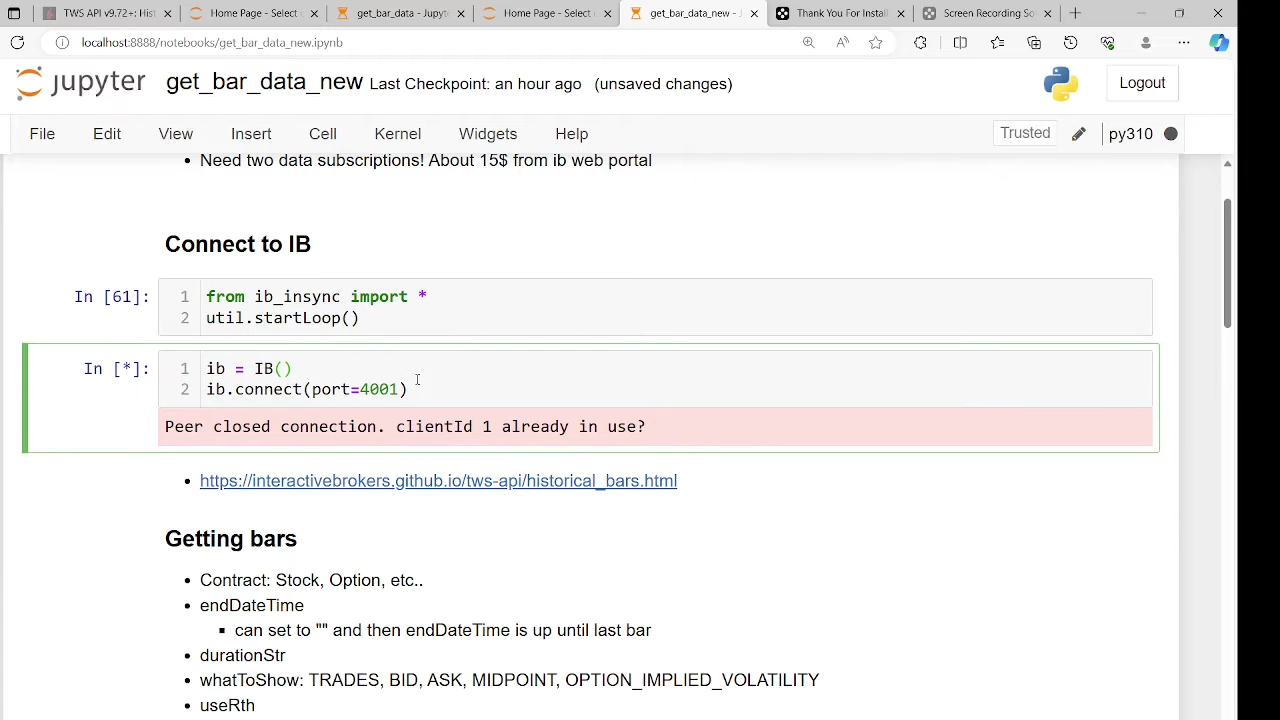 TWS API v9.72+: Hist
Home Page - Select
get_bar_data - Jupyte
Home Page - Select
get_bar_data_new - J
Thank You For Install
Screen Recording So
localhost:8888/notebooks/get_bar_data_new.ipynb
jupyter get_bar_data_new Last Checkpoint: an hour ago (unsaved changes)
Logout
File Edit View Insert Cell Kernel Widgets Help
Trusted py310
• Need two data subscriptions! About 15$ from ib web portal
Connect to IB
In [61]:
1 from ib_insync import *
2 util.startLoop()
In [*]:
1 ib = IB()
2 ib.connect(port=4001)
Peer closed connection. clientId 1 already in use?
• https://interactivebrokers.github.io/tws-api/historical_bars.html
Getting bars
• Contract: Stock, Option, etc..
• endDateTime
▪ can set to "" and then endDateTime is up until last bar
• durationStr
• whatToShow: TRADES, BID, ASK, MIDPOINT, OPTION_IMPLIED_VOLATILITY
• useRth